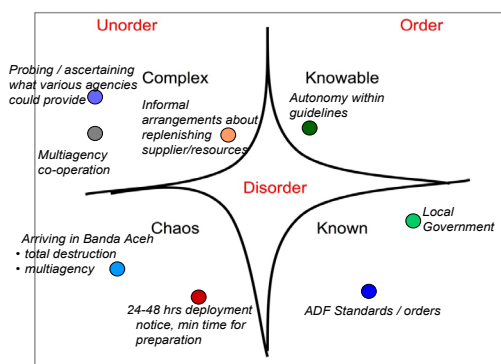 Unorder
Order
Probing / ascertaining
what various agencies
could provide
Complex
Informal
arrangements about
replenishing
supplier/resources
Multiagency
co-operation
Knowable
Autonomy within
guidelines
Disorder
Chaos
Arriving in Banda Aceh
• total destruction
• multiagency
24-48 hrs deployment
notice, min time for
preparation
Known
Local
Government
ADF Standards / orders